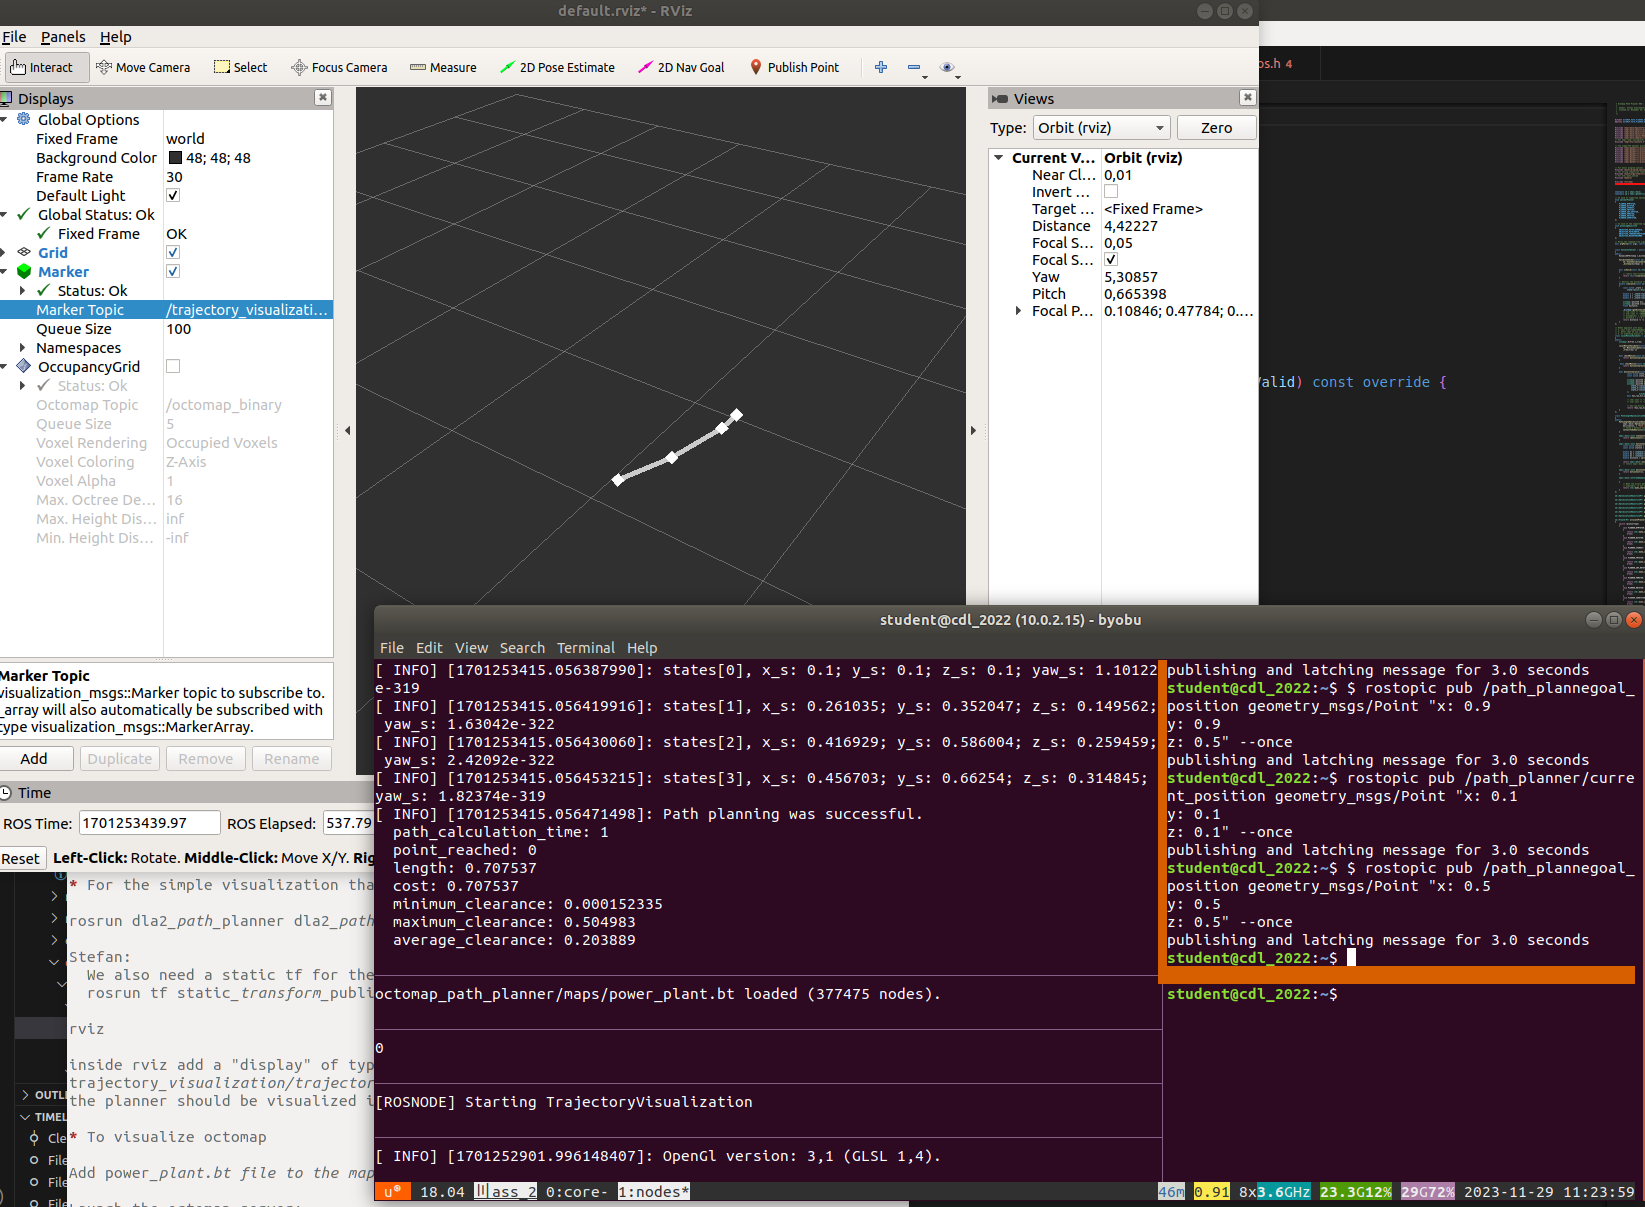 default.rviz* - RViz
File Panels Help
Interact Move Camera Select Focus Camera Measure 2D Pose Estimate 2D Nav Goal Publish Point
os.h 4
Displays
Global Options
Fixed Frame world
Background Color 48; 48; 48
Frame Rate 30
Default Light
Global Status: Ok
Fixed Frame OK
Grid
Marker
Status: Ok
Marker Topic /trajectory_visualizati...
Queue Size 100
Namespaces
OccupancyGrid
Status: Ok
Octomap Topic /octomap_binary
Queue Size 5
Voxel Rendering Occupied Voxels
Voxel Coloring Z-Axis
Voxel Alpha 1
Max. Octree De... 16
Max. Height Dis... inf
Min. Height Dis... -inf
Marker Topic
visualization_msgs::Marker topic to subscribe to.
_array will also automatically be subscribed with
type visualization_msgs::MarkerArray.
Add Duplicate Remove Rename
Time
ROS Time: 1701253439.97 ROS Elapsed: 537.79
Reset Left-Click: Rotate. Middle-Click: Move X/Y. Rig
Views
Type: Orbit (rviz) Zero
Current V... Orbit (rviz)
Near Cl... 0,01
Invert ...
Target ... <Fixed Frame>
Distance 4,42227
Focal S... 0,05
Focal S...
Yaw 5,30857
Pitch 0,665398
Focal P... 0.10846; 0.47784; 0....
alid) const override {
* For the simple visualization tha
rosrun dla2_path_planner dla2_path
Stefan:
We also need a static tf for the
rosrun tf static_transform_publi
rviz
inside rviz add a "display" of typ
trajectory_visualization/trajector
the planner should be visualized i
* To visualize octomap
Add power_plant.bt file to the map
OUTLI
TIMEL
Cle
File
File
File
student@cdl_2022 (10.0.2.15) - byobu
File Edit View Search Terminal Help
[ INFO] [1701253415.056387990]: states[0], x_s: 0.1; y_s: 0.1; z_s: 0.1; yaw_s: 1.10122
e-319
[ INFO] [1701253415.056419916]: states[1], x_s: 0.261035; y_s: 0.352047; z_s: 0.149562;
yaw_s: 1.63042e-322
[ INFO] [1701253415.056430060]: states[2], x_s: 0.416929; y_s: 0.586004; z_s: 0.259459;
yaw_s: 2.42092e-322
[ INFO] [1701253415.056453215]: states[3], x_s: 0.456703; y_s: 0.66254; z_s: 0.314845;
yaw_s: 1.82374e-319
[ INFO] [1701253415.056471498]: Path planning was successful.
path_calculation_time: 1
point_reached: 0
length: 0.707537
cost: 0.707537
minimum_clearance: 0.000152335
maximum_clearance: 0.504983
average_clearance: 0.203889
octomap_path_planner/maps/power_plant.bt loaded (377475 nodes).
0
[ROSNODE] Starting TrajectoryVisualization
[ INFO] [1701252901.996148407]: OpenGl version: 3,1 (GLSL 1,4).
publishing and latching message for 3.0 seconds
student@cdl_2022:~$ $ rostopic pub /path_plannegoal_
position geometry_msgs/Point "x: 0.9
y: 0.9
z: 0.5" --once
publishing and latching message for 3.0 seconds
student@cdl_2022:~$ rostopic pub /path_planner/curre
nt_position geometry_msgs/Point "x: 0.1
y: 0.1
z: 0.1" --once
publishing and latching message for 3.0 seconds
student@cdl_2022:~$ $ rostopic pub /path_plannegoal_
position geometry_msgs/Point "x: 0.5
y: 0.5
z: 0.5" --once
publishing and latching message for 3.0 seconds
student@cdl_2022:~$
student@cdl_2022:~$
u 18.04 ass_2 0:core- 1:nodes* 46m 0.91 8x3.6GHz 23.3G12% 29G72% 2023-11-29 11:23:59